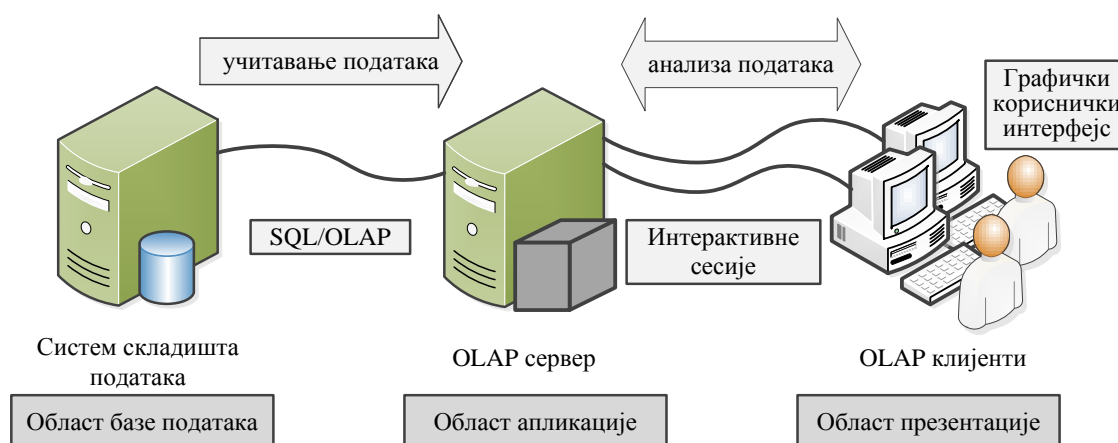 учитавање података
анализа података
Графички
кориснички
интерфејс
SQL/OLAP
Интерактивне
сесије
Систем складишта
података
OLAP сервер
OLAP клијенти
Област базе података
Област апликације
Област презентације